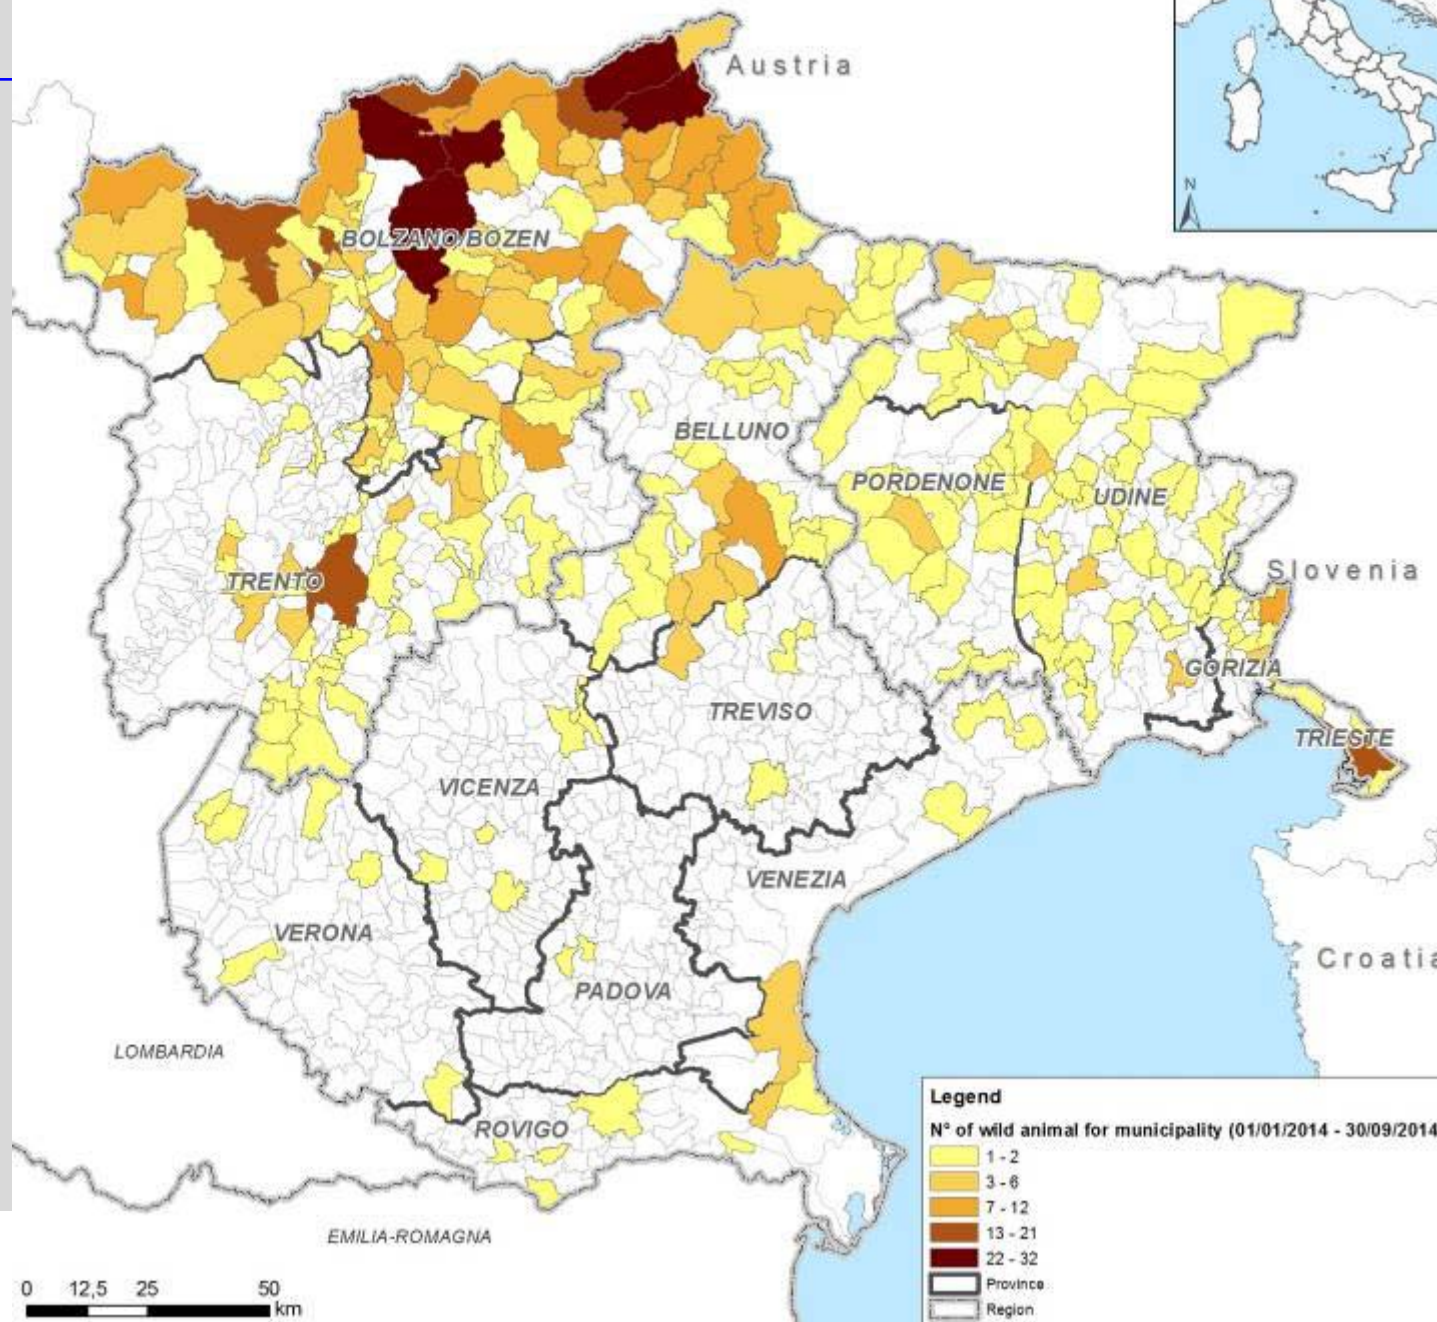 Austria
N
BOLZANO/BOZEN
BELLUNO
PORDENONE
UDINE
TRENTO
Slovenia
GORIZIA
TREVISO
TRIESTE
VICENZA
VENEZIA
VERONA
PADOVA
Croatia
LOMBARDIA
ROVIGO
EMILIA-ROMAGNA
Legend
N° of wild animal for municipality (01/01/2014 - 30/09/2014
1 - 2
3 - 6
7 - 12
13 - 21
22 - 32
Province
Region
0 12,5 25 50
km